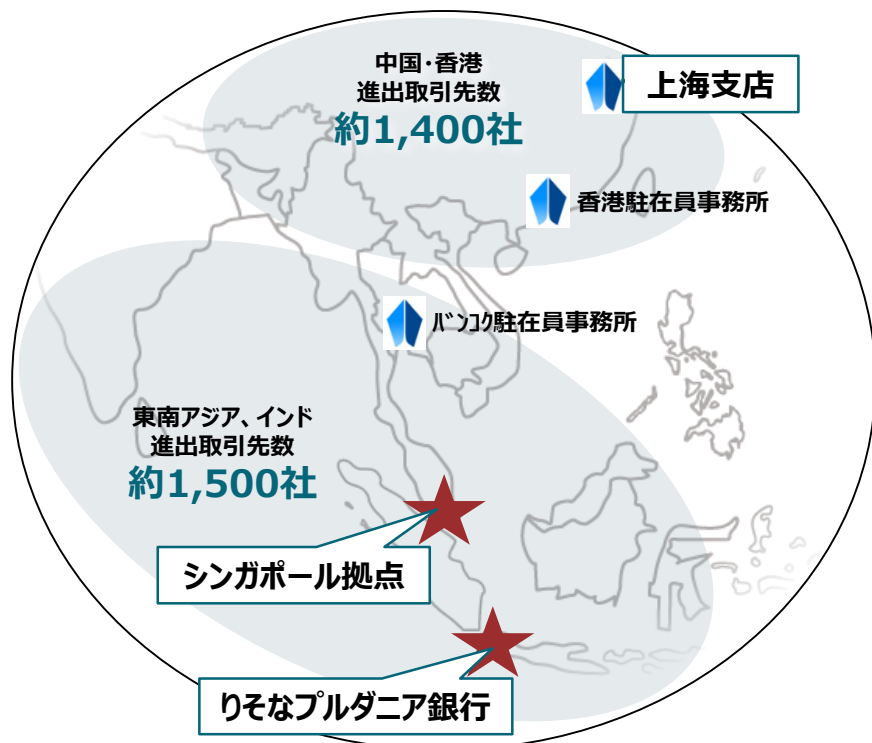 中国・香港
進出取引先数
約1,400社
上海支店
香港駐在員事務所
ﾊﾞﾝｺｸ駐在員事務所
東南アジア、インド
進出取引先数
約1,500社
シンガポール拠点
りそなプルダニア銀行